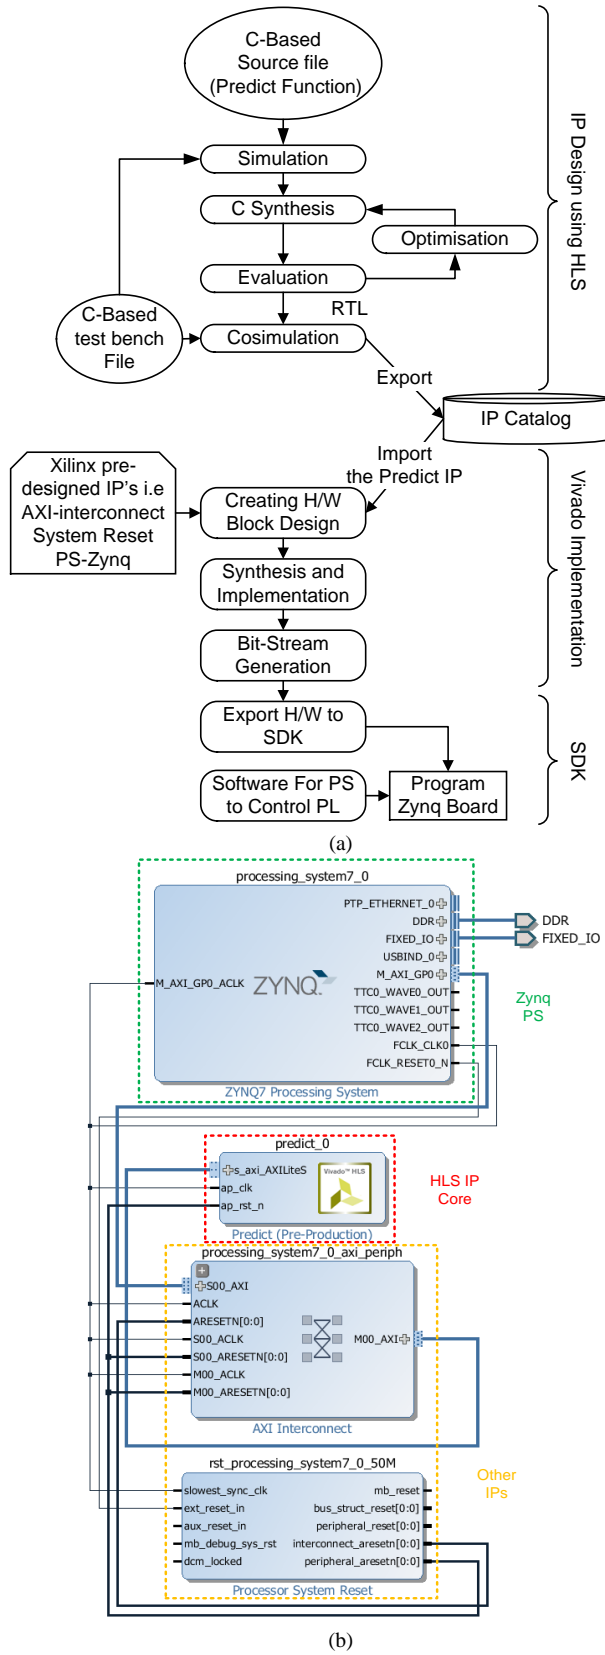 C-Based
Source file
(Predict Function)
Simulation
C Synthesis
Optimisation
Evaluation
RTL
C-Based
test bench
File
Cosimulation
Export
IP Design using HLS
IP Catalog
Import
the Predict IP
Xilinx pre-
designed IP's i.e
AXI-interconnect
System Reset
PS-Zynq
Creating H/W
Block Design
Synthesis and
Implementation
Bit-Stream
Generation
Vivado Implementation
Export H/W to
SDK
Software For PS
to Control PL
Program
Zynq Board
SDK
(a)
processing_system7_0
PTP_ETHERNET_0
DDR
FIXED_IO
USBIND_0
M_AXI_GP0
TTC0_WAVE0_OUT
TTC0_WAVE1_OUT
TTC0_WAVE2_OUT
FCLK_CLK0
FCLK_RESET0_N
M_AXI_GP0_ACLK
ZYNQ
ZYNQ7 Processing System
DDR
FIXED_IO
Zynq
PS
predict_0
s_axi_AXILiteS
ap_clk
ap_rst_n
Vivado™ HLS
Predict (Pre-Production)
HLS IP
Core
processing_system7_0_axi_periph
S00_AXI
ACLK
ARESETN[0:0]
S00_ACLK
S00_ARESETN[0:0]
M00_ACLK
M00_ARESETN[0:0]
M00_AXI
AXI Interconnect
rst_processing_system7_0_50M
slowest_sync_clk
ext_reset_in
aux_reset_in
mb_debug_sys_rst
dcm_locked
mb_reset
bus_struct_reset[0:0]
peripheral_reset[0:0]
interconnect_aresetn[0:0]
peripheral_aresetn[0:0]
Processor System Reset
Other
IPs
(b)